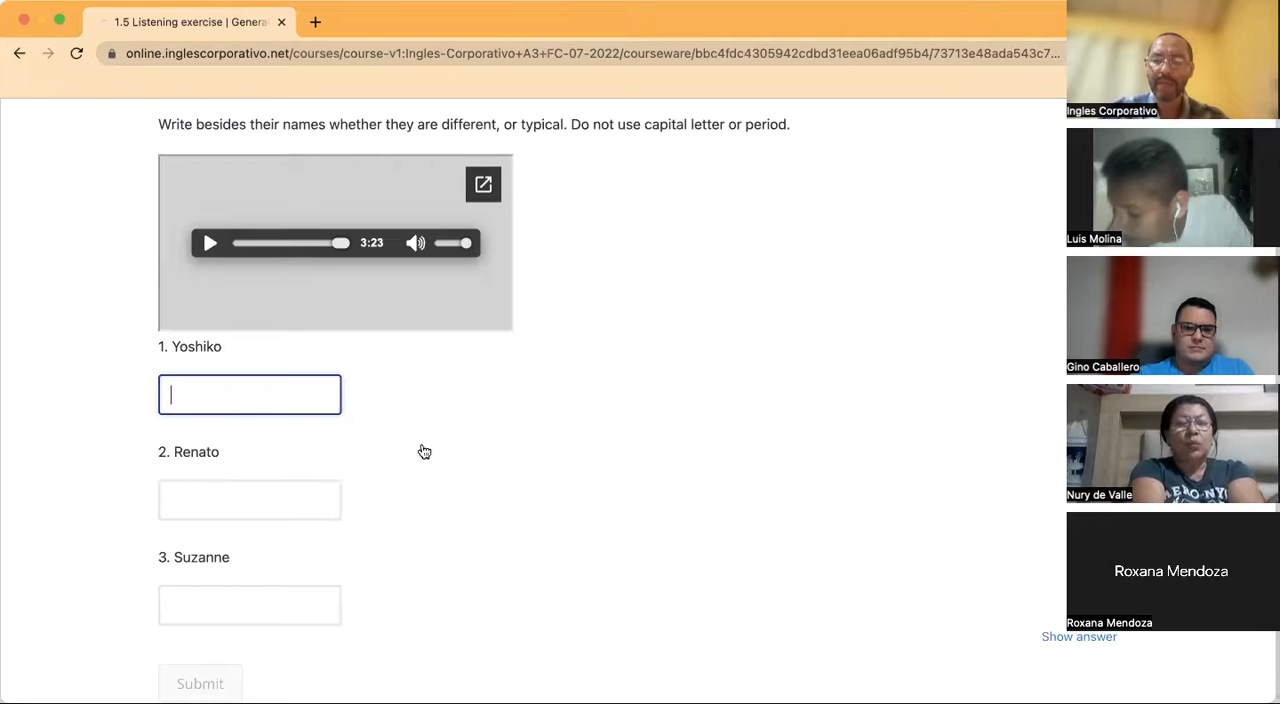 1.5 Listening exercise | Genera
online.inglescorporativo.net/courses/course-v1:Ingles-Corporativo+A3+FC-07-2022/courseware/bbc4fdc4305942cdbd31eea06adf95b4/73713e48ada543c7...
Write besides their names whether they are different, or typical. Do not use capital letter or period.
3:23
1. Yoshiko
2. Renato
3. Suzanne
Show answer
Submit
Ingles Corporativo
Luis Molina
Gino Caballero
Nury de Valle
Roxana Mendoza
Roxana Mendoza